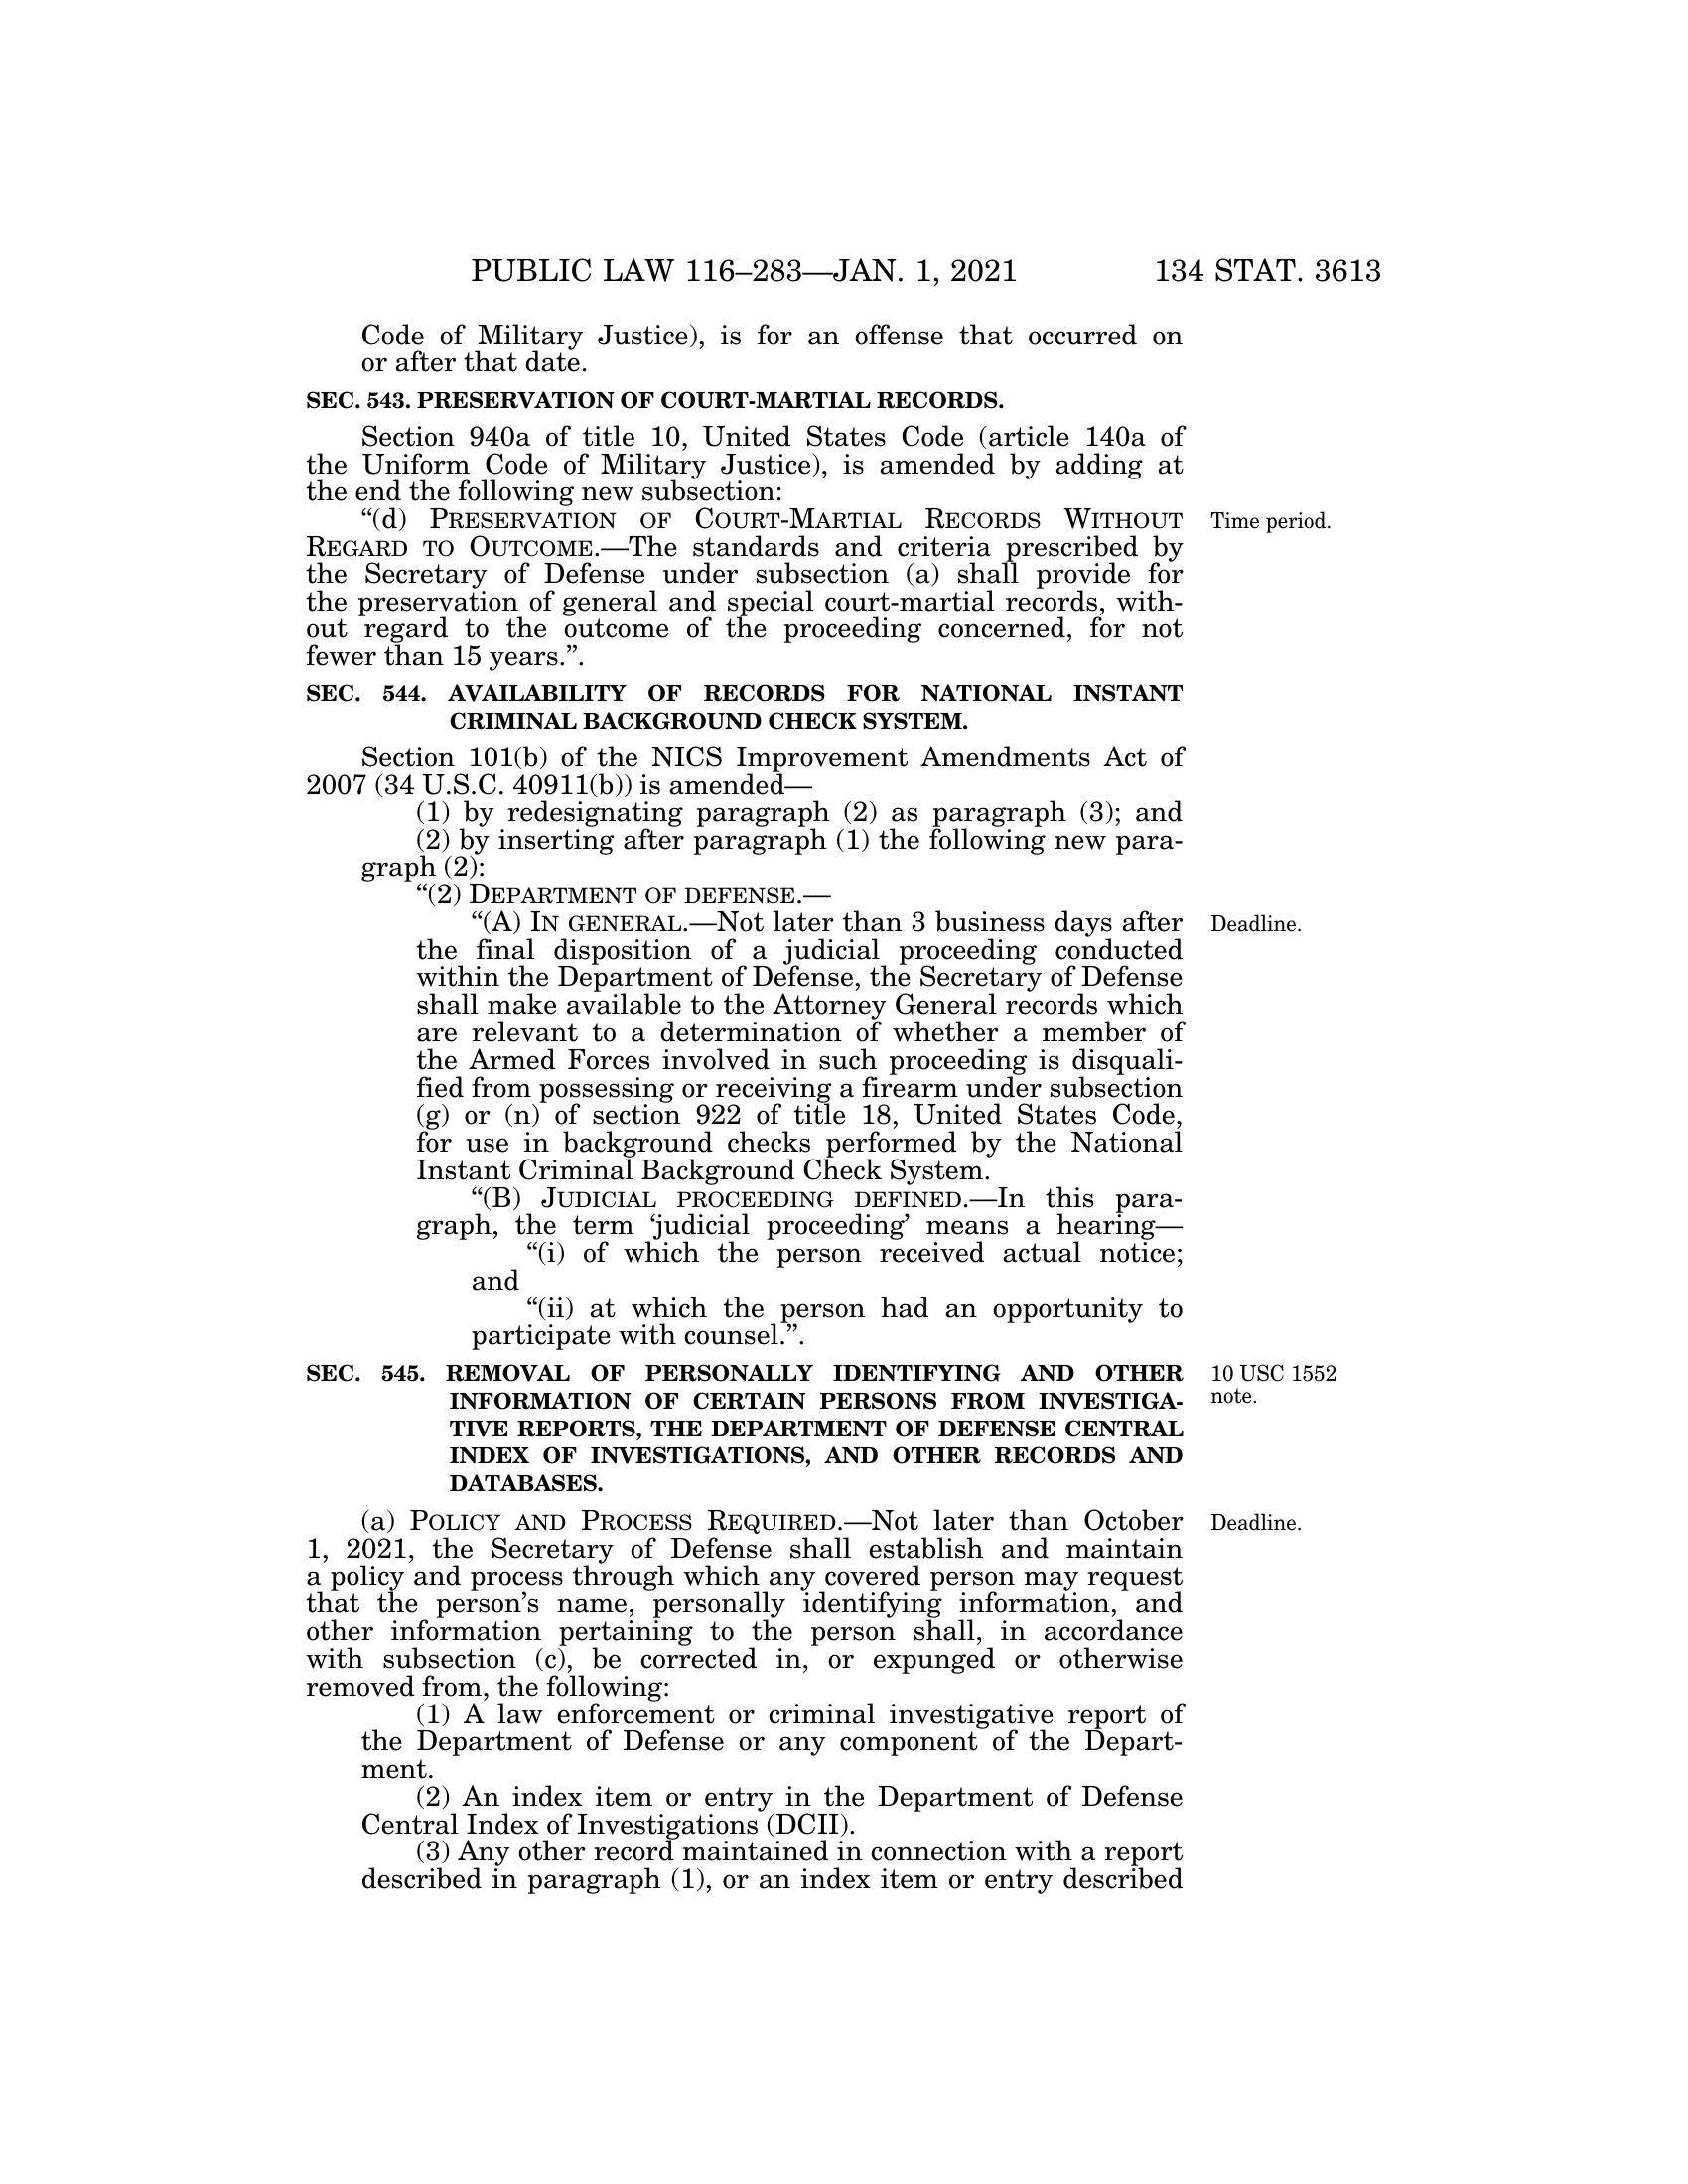 PUBLIC LAW 116–283—JAN. 1, 2021 134 STAT. 3613
Code of Military Justice), is for an offense that occurred on
or after that date.
SEC. 543. PRESERVATION OF COURT-MARTIAL RECORDS.
Section 940a of title 10, United States Code (article 140a of
the Uniform Code of Military Justice), is amended by adding at
the end the following new subsection:
“(d) PRESERVATION OF COURT-MARTIAL RECORDS WITHOUT
Time period.
REGARD TO OUTCOME.—The standards and criteria prescribed by
the Secretary of Defense under subsection (a) shall provide for
the preservation of general and special court-martial records, with-
out regard to the outcome of the proceeding concerned, for not
fewer than 15 years.”.
SEC. 544. AVAILABILITY OF RECORDS FOR NATIONAL INSTANT
CRIMINAL BACKGROUND CHECK SYSTEM.
Section 101(b) of the NICS Improvement Amendments Act of
2007 (34 U.S.C. 40911(b)) is amended—
(1) by redesignating paragraph (2) as paragraph (3); and
(2) by inserting after paragraph (1) the following new para-
graph (2):
“(2) DEPARTMENT OF DEFENSE.—
“(A) IN GENERAL.—Not later than 3 business days after
Deadline.
the final disposition of a judicial proceeding conducted
within the Department of Defense, the Secretary of Defense
shall make available to the Attorney General records which
are relevant to a determination of whether a member of
the Armed Forces involved in such proceeding is disquali-
fied from possessing or receiving a firearm under subsection
(g) or (n) of section 922 of title 18, United States Code,
for use in background checks performed by the National
Instant Criminal Background Check System.
“(B) JUDICIAL PROCEEDING DEFINED.—In this para-
graph, the term ‘judicial proceeding’ means a hearing—
“(i) of which the person received actual notice;
and
“(ii) at which the person had an opportunity to
participate with counsel.”.
SEC. 545. REMOVAL OF PERSONALLY IDENTIFYING AND OTHER
INFORMATION OF CERTAIN PERSONS FROM INVESTIGA-
TIVE REPORTS, THE DEPARTMENT OF DEFENSE CENTRAL
INDEX OF INVESTIGATIONS, AND OTHER RECORDS AND
DATABASES.
10 USC 1552
note.
(a) POLICY AND PROCESS REQUIRED.—Not later than October
Deadline.
1, 2021, the Secretary of Defense shall establish and maintain
a policy and process through which any covered person may request
that the person’s name, personally identifying information, and
other information pertaining to the person shall, in accordance
with subsection (c), be corrected in, or expunged or otherwise
removed from, the following:
(1) A law enforcement or criminal investigative report of
the Department of Defense or any component of the Depart-
ment.
(2) An index item or entry in the Department of Defense
Central Index of Investigations (DCII).
(3) Any other record maintained in connection with a report
described in paragraph (1), or an index item or entry described